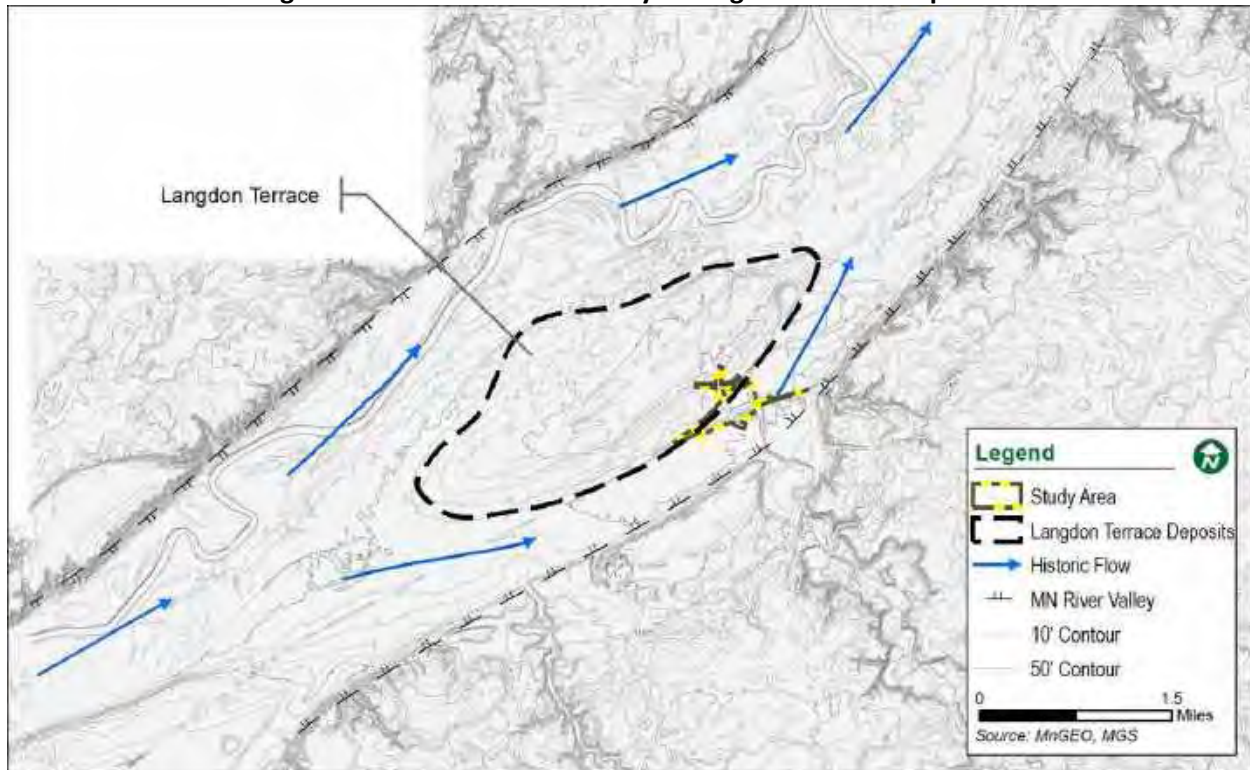 Langdon Terrace
Legend
N
Study Area
Langdon Terrace Deposits
Historic Flow
MN River Valley
10' Contour
50' Contour
0 1.5
Miles
Source: MnGEO, MGS